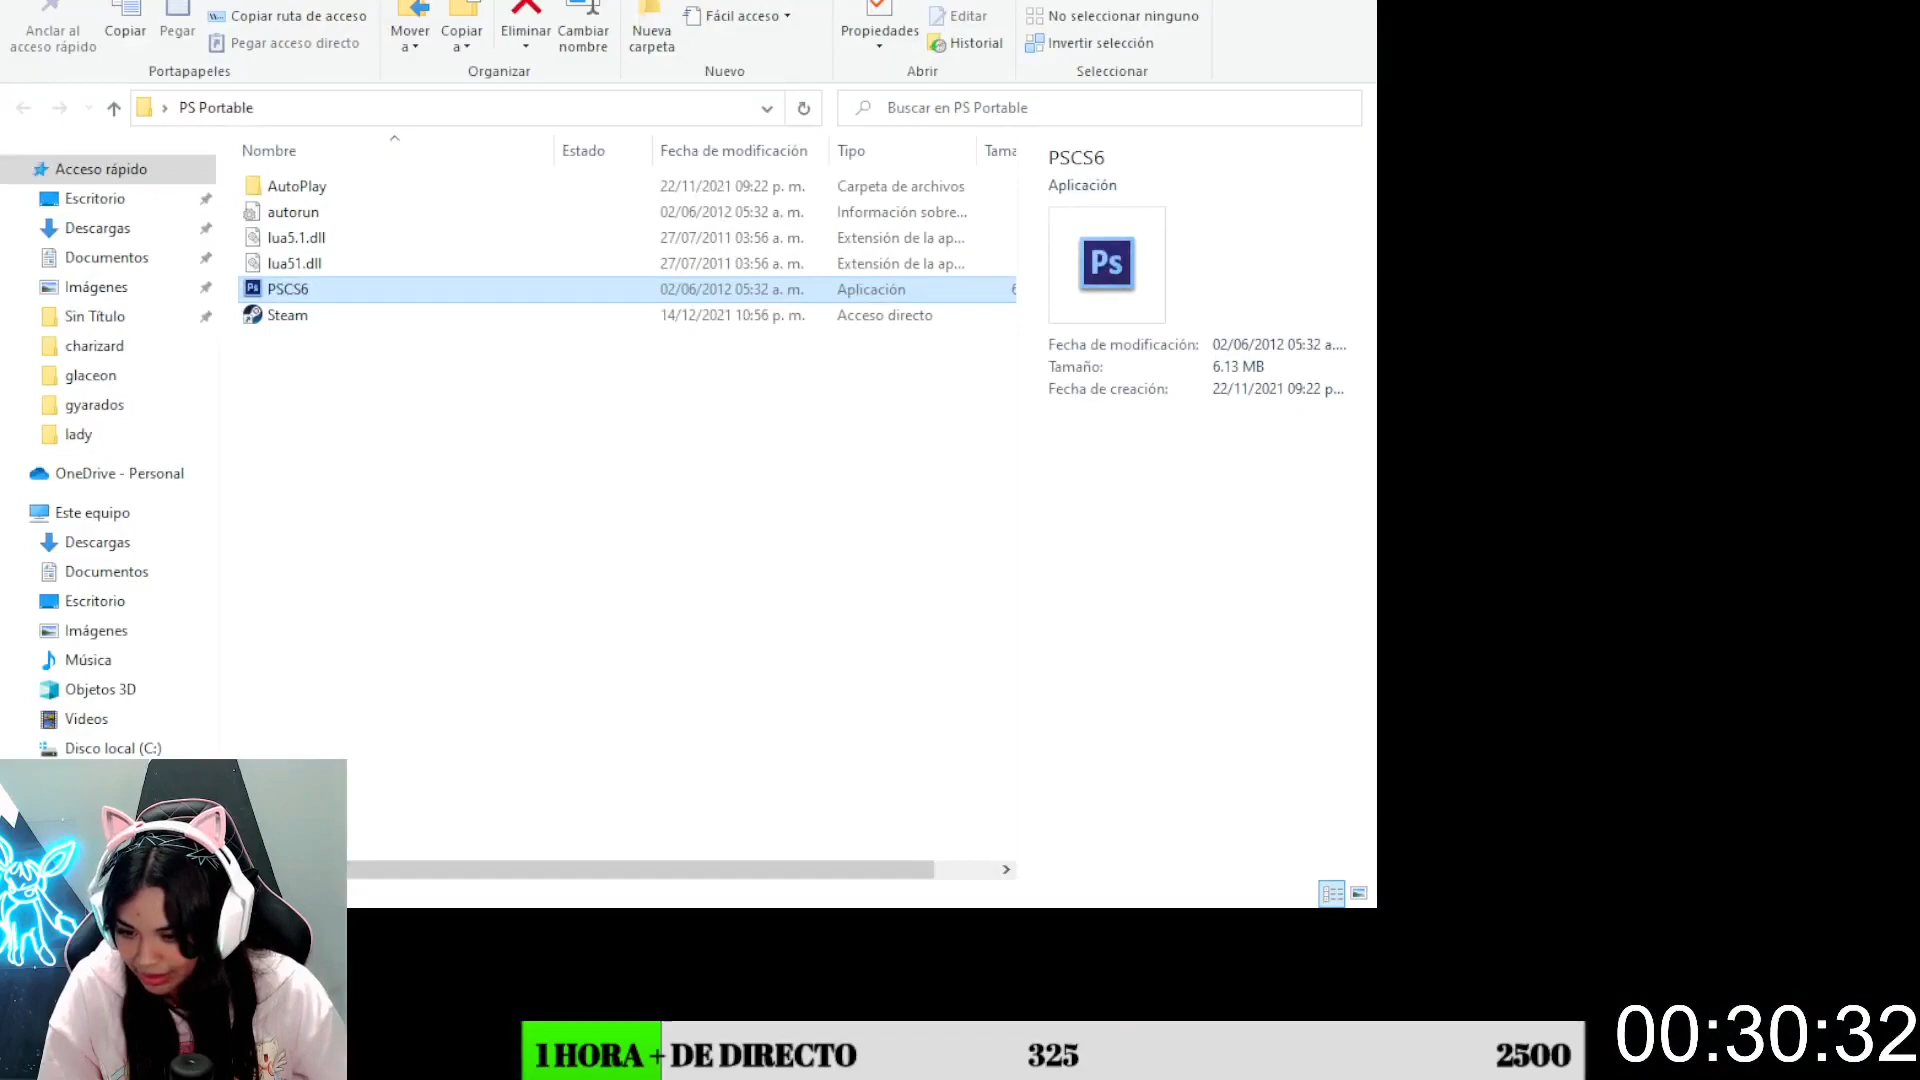 Anclar al
acceso rápido
Copiar
Pegar
Copiar ruta de acceso
Pegar acceso directo
Portapapeles
Mover
a
Copiar
a
Eliminar
Cambiar
nombre
Organizar
Nueva
carpeta
Fácil acceso
Nuevo
Propiedades
Editar
Historial
Abrir
No seleccionar ninguno
Invertir selección
Seleccionar
PS Portable
Buscar en PS Portable
Nombre Estado Fecha de modificación Tipo Tama
AutoPlay 22/11/2021 09:22 p. m. Carpeta de archivos
autorun 02/06/2012 05:32 a. m. Información sobre...
lua5.1.dll 27/07/2011 03:56 a. m. Extensión de la ap...
lua51.dll 27/07/2011 03:56 a. m. Extensión de la ap...
PSCS6 02/06/2012 05:32 a. m. Aplicación 6
Steam 14/12/2021 10:56 p. m. Acceso directo
PSCS6
Aplicación
Ps
Fecha de modificación: 02/06/2012 05:32 a....
Tamaño: 6.13 MB
Fecha de creación: 22/11/2021 09:22 p...
Acceso rápido
Escritorio
Descargas
Documentos
Imágenes
Sin Título
charizard
glaceon
gyarados
lady
OneDrive - Personal
Este equipo
Descargas
Documentos
Escritorio
Imágenes
Música
Objetos 3D
Videos
Disco local (C:)
1 HORA + DE DIRECTO 325 2500
00:30:32